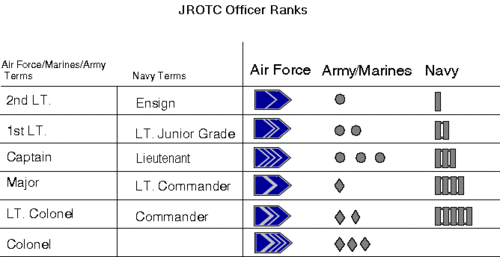 JROTC Officer Ranks
Air Force/Marines/Army
Terms
Navy Terms
Air Force Army/Marines Navy
2nd LT. Ensign
1st LT. LT. Junior Grade
Captain Lieutenant
Major LT. Commander
LT. Colonel Commander
Colonel